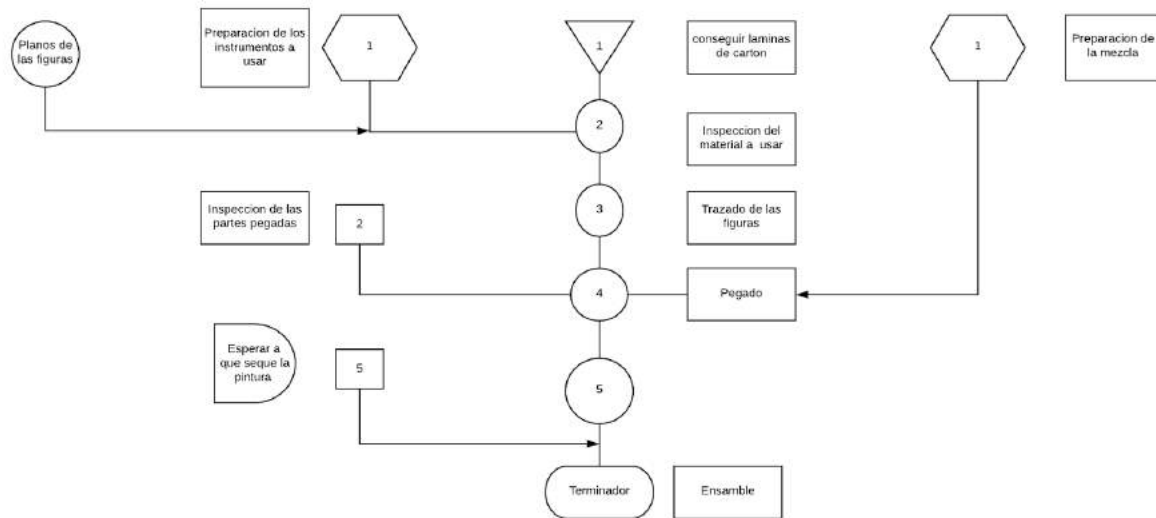 Planos de
las figuras
Preparacion de los
instrumentos a
usar
1
1
conseguir laminas
de carton
1
Preparacion de
la mezcla
2
Inspeccion del
material a usar
Inspeccion de las
partes pegadas
2
3
Trazado de las
figuras
4
Pegado
Esperar a
que seque la
pintura
5
5
Terminador
Ensamble